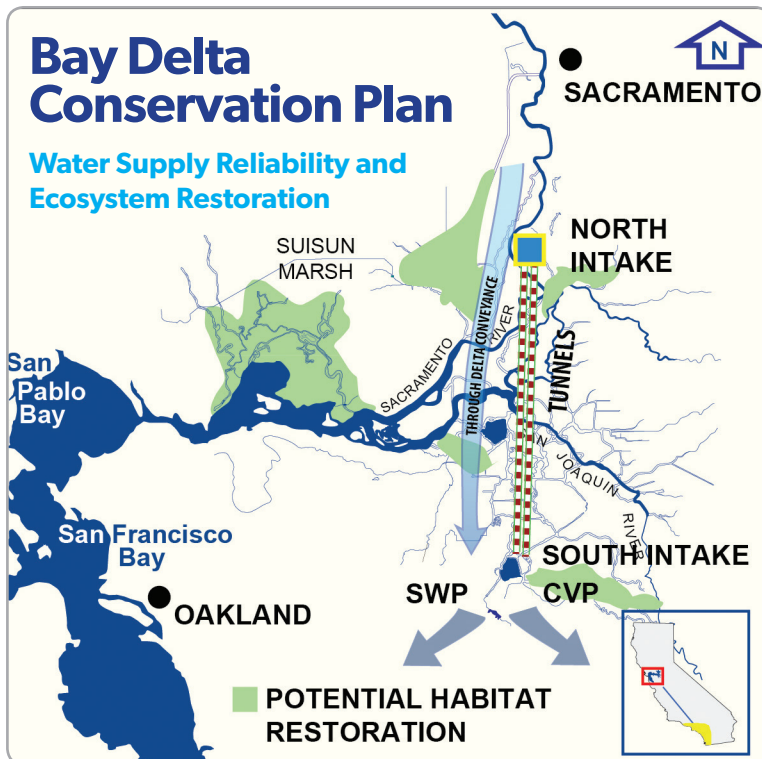 Bay Delta
Conservation Plan
Water Supply Reliability and
Ecosystem Restoration
N
SACRAMENTO
NORTH
INTAKE
SUISUN
MARSH
THROUGH DELTA CONVEYANCE
SACRAMENTO
RIVER
TUNNELS
San
Pablo
Bay
JOAQUIN
RIVER
San Francisco
Bay
SOUTH INTAKE
SWP
CVP
OAKLAND
POTENTIAL HABITAT
RESTORATION